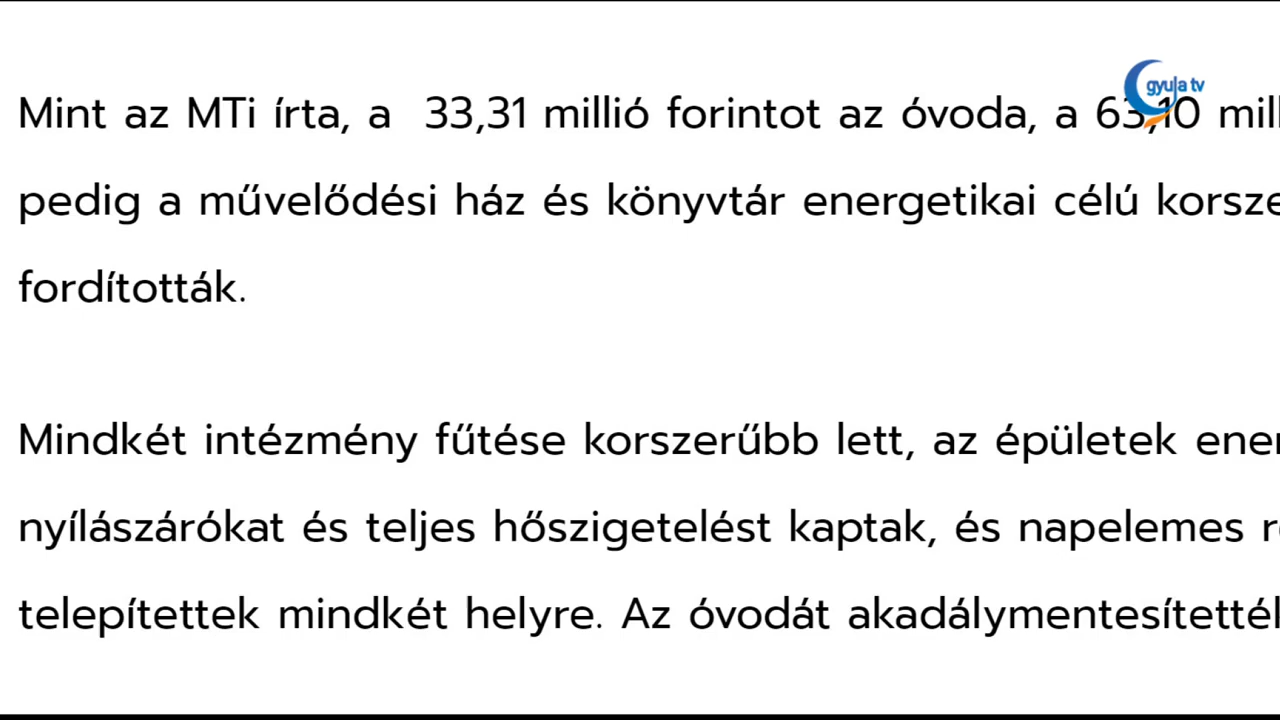 gyula tv
Mint az MTi írta, a 33,31 millió forintot az óvoda, a 63,10
pedig a művelődési ház és könyvtár energetikai célú
fordították.
Mindkét intézmény fűtése korszerűbb lett, az épületek
nyílászárókat és teljes hőszigetelést kaptak, és napelemes
telepítettek mindkét helyre. Az óvodát